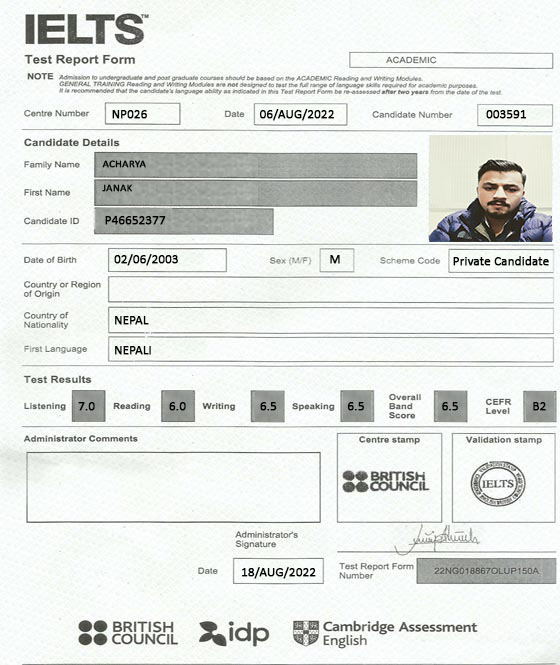 IELTS™
Test Report Form
ACADEMIC
NOTE Admission to undergraduate and post graduate courses should be based on the ACADEMIC Reading and Writing Modules.
GENERAL TRAINING Reading and Writing Modules are not designed to test the full range of language skills required for academic purposes.
It is recommended that the candidate's language ability as indicated in this Test Report Form be re-assessed after two years from the date of the test.
Centre Number NP026 Date 06/AUG/2022 Candidate Number 003591
Candidate Details
Family Name ACHARYA
First Name JANAK
Candidate ID P46652377
Date of Birth 02/06/2003 Sex (M/F) M Scheme Code Private Candidate
Country or Region
of Origin
Country of
Nationality NEPAL
First Language NEPALI
Test Results
Listening 7.0 Reading 6.0 Writing 6.5 Speaking 6.5 Overall Band Score 6.5 CEFR Level B2
Administrator Comments Centre stamp Validation stamp
BRITISH
COUNCIL
IELTS
Administrator's
Signature
Date 18/AUG/2022 Test Report Form
Number 22NG018867OLUP150A
BRITISH
COUNCIL
idp
Cambridge Assessment
English